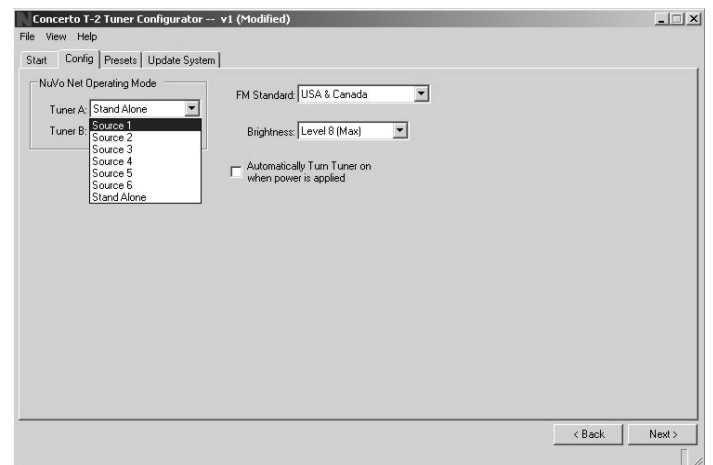 Concerto T-2 Tuner Configurator -- v1 (Modified)
File View Help
Start Config Presets Update System
NuVo Net Operating Mode
Tuner A: Stand Alone
Tuner B:
Source 1
Source 2
Source 3
Source 4
Source 5
Source 6
Stand Alone
FM Standard: USA & Canada
Brightness: Level 8 (Max)
Automatically Turn Tuner on
when power is applied
< Back Next >